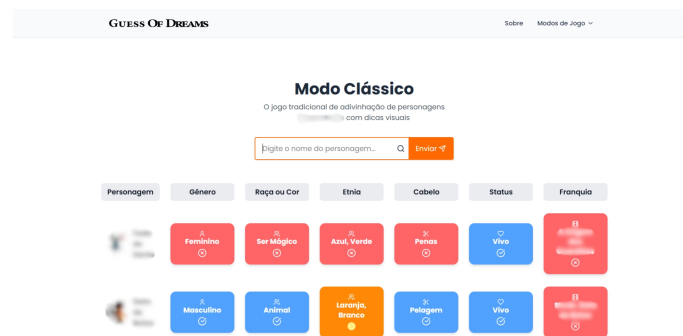 Guess Of Dreams
Sobre Modos de Jogo
Modo Clássico
O jogo tradicional de adivinhação de personagens
com dicas visuais
Digite o nome do personagem... Enviar
Personagem Gênero Raça ou Cor Etnia Cabelo Status Franquia
Feminino Ser Mágico Azul, Verde Penas Vivo
Masculino Animal Laranja, Branco Pelagem Vivo